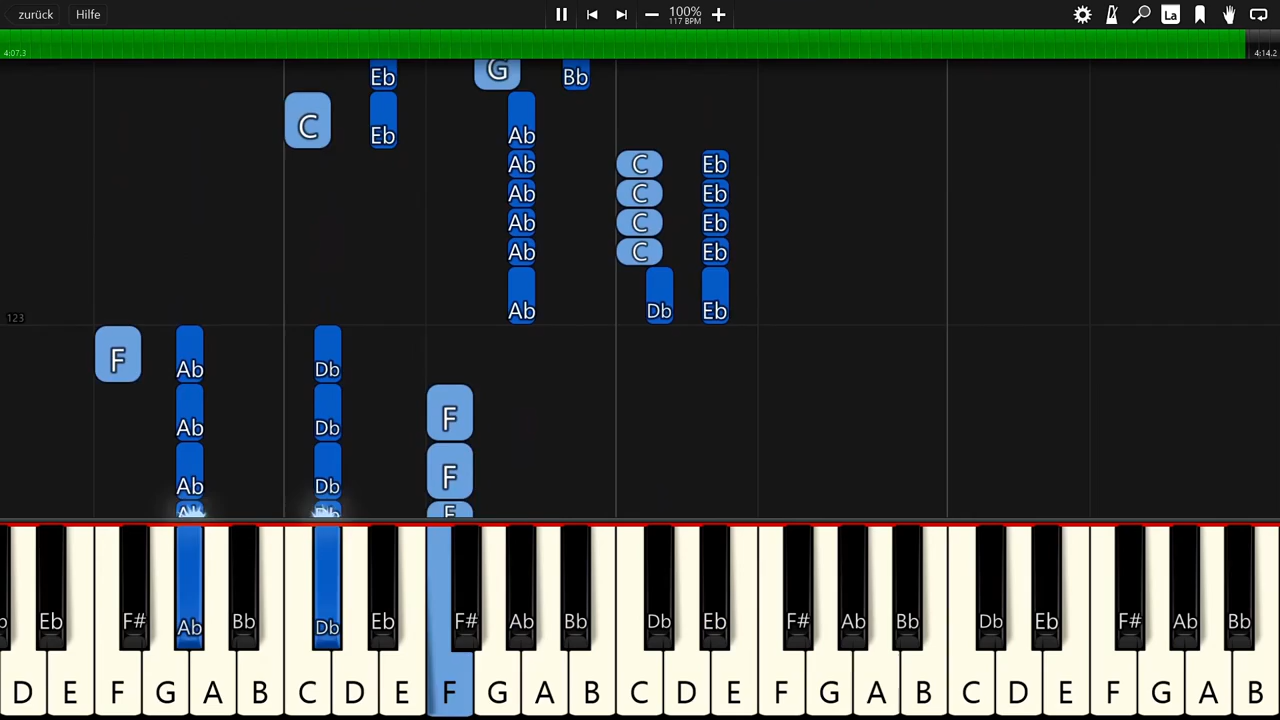 zurück Hilfe 100% La
117 BPM
4:07,3 4:14,2
Eb G Bb
C Eb Ab
Ab C Eb
Ab C Eb
Ab C Eb
Ab C Eb
Ab Db Eb
123
F Ab Db
Ab Db F
Ab Db F
Ab Db F
Eb F# Ab Bb Db Eb F# Ab Bb Db Eb F# Ab Bb Db Eb F# Ab Bb
D E F G A B C D E F G A B C D E F G A B C D E F G A B